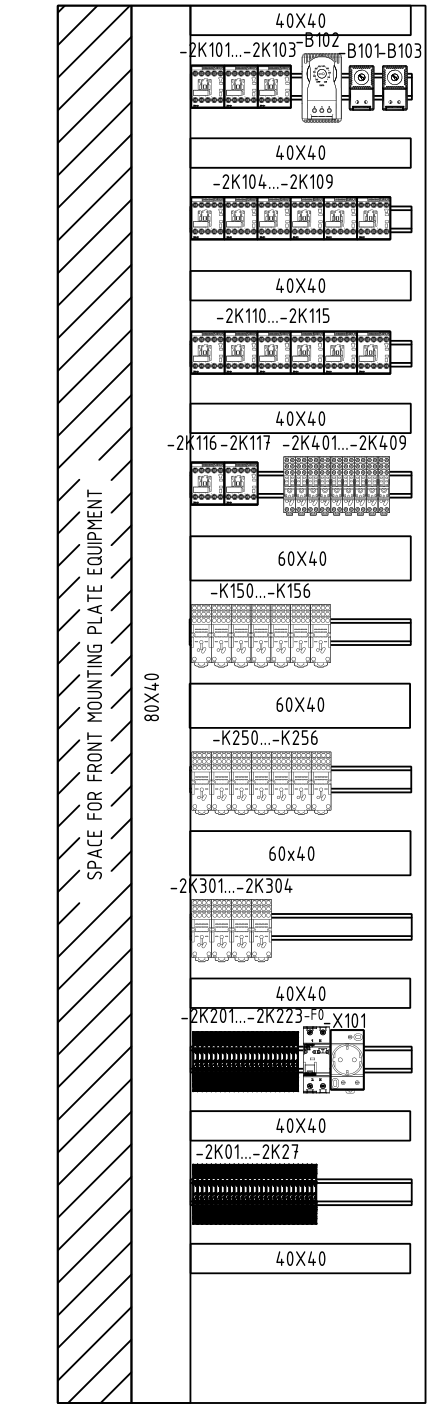 40X40
-2K101...-2K103
-B102
-B101
-B103
40X40
-2K104...-2K109
40X40
-2K110...-2K115
40X40
-2K116
-2K117
-2K401...-2K409
60X40
-K150...-K156
60X40
-K250...-K256
60x40
-2K301...-2K304
40X40
-2K201...-2K223
-F0
-X101
40X40
-2K01...-2K27
40X40
80X40
SPACE FOR FRONT MOUNTING PLATE EQUIPMENT